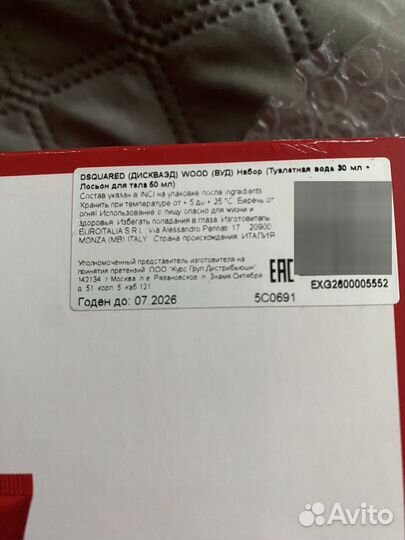 DSQUARED (ДИСКВАЭД) WOOD (ВУД) Набор (Туалетная вода 30 мл +
Лосьон для тела 50 мл)
Состав указан в INCI на упаковке после ingredients
Хранить при температуре от + 5 до + 25 °C. Беречь от
огня! Использование в пищу опасно для жизни и
здоровья. Избегать попадания в глаза. Изготовитель
EUROITALIA S.R.L. Via Alessandro Pennati 17 20900
MONZA (MB) ITALY Страна происхождения: ИТАЛИЯ
Уполномоченный представитель изготовителя на
принятие претензий: ООО "Курс Груп Дистрибьюшн"
142134 г Москва п-е Рязановское п Знамя Октября
д 51 корп 5 каб 121
EAC
Годен до: 07.2026
5C0691
EXG2600005552
Avito